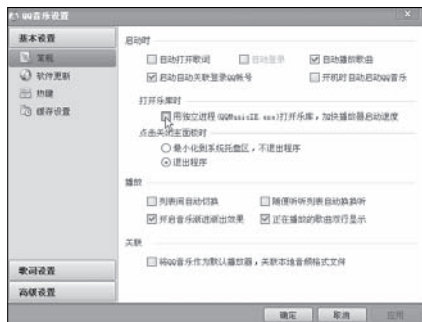 QQ音乐设置
基本设置
常规
软件更新
热键
缓存设置
歌词设置
高级设置
启动时
自动打开歌词 自动登录 自动播放歌曲
启动自动关联登录QQ帐号 开机时自动启动QQ音乐
打开乐库时
用独立进程(QQMusicIE.exe)打开乐库，加快播放器启动速度
点击关闭主面板时
最小化到系统托盘区，不退出程序
退出程序
播放
列表间自动切换 随便听听列表自动换换听
开启音乐渐进渐出效果 正在播放的歌曲双行显示
关联
将QQ音乐作为默认播放器，关联本地音频格式文件
确定 取消 应用